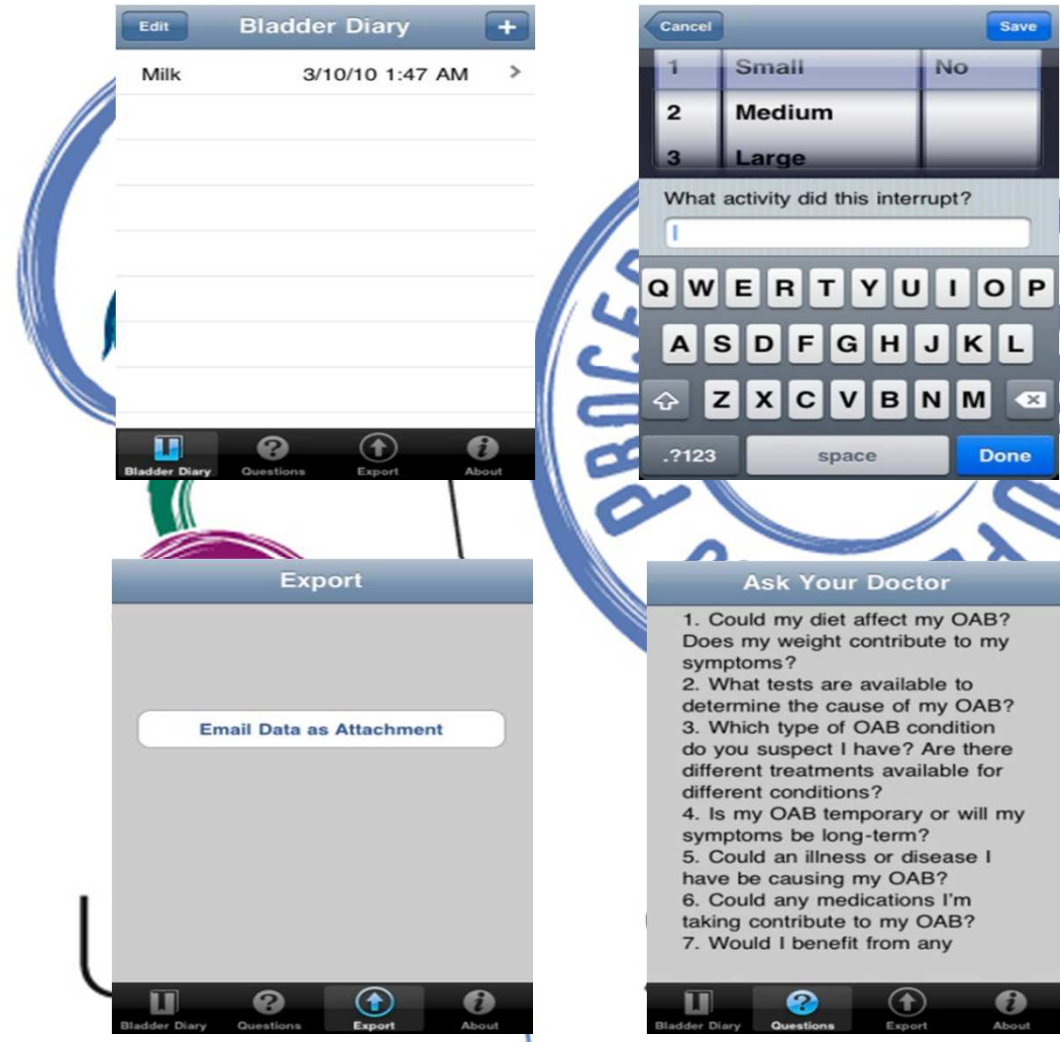 Edit Bladder Diary +
Milk 3/10/10 1:47 AM >
Bladder Diary Questions Export About
Cancel Save
1 Small No
2 Medium
3 Large
What activity did this interrupt?
Q W E R T Y U I O P
A S D F G H J K L
Z X C V B N M
.?123 space Done
Export
Email Data as Attachment
Bladder Diary Questions Export About
Ask Your Doctor
1. Could my diet affect my OAB?
Does my weight contribute to my
symptoms?
2. What tests are available to
determine the cause of my OAB?
3. Which type of OAB condition
do you suspect I have? Are there
different treatments available for
different conditions?
4. Is my OAB temporary or will my
symptoms be long-term?
5. Could an illness or disease I
have be causing my OAB?
6. Could any medications I'm
taking contribute to my OAB?
7. Would I benefit from any
Bladder Diary Questions Export About